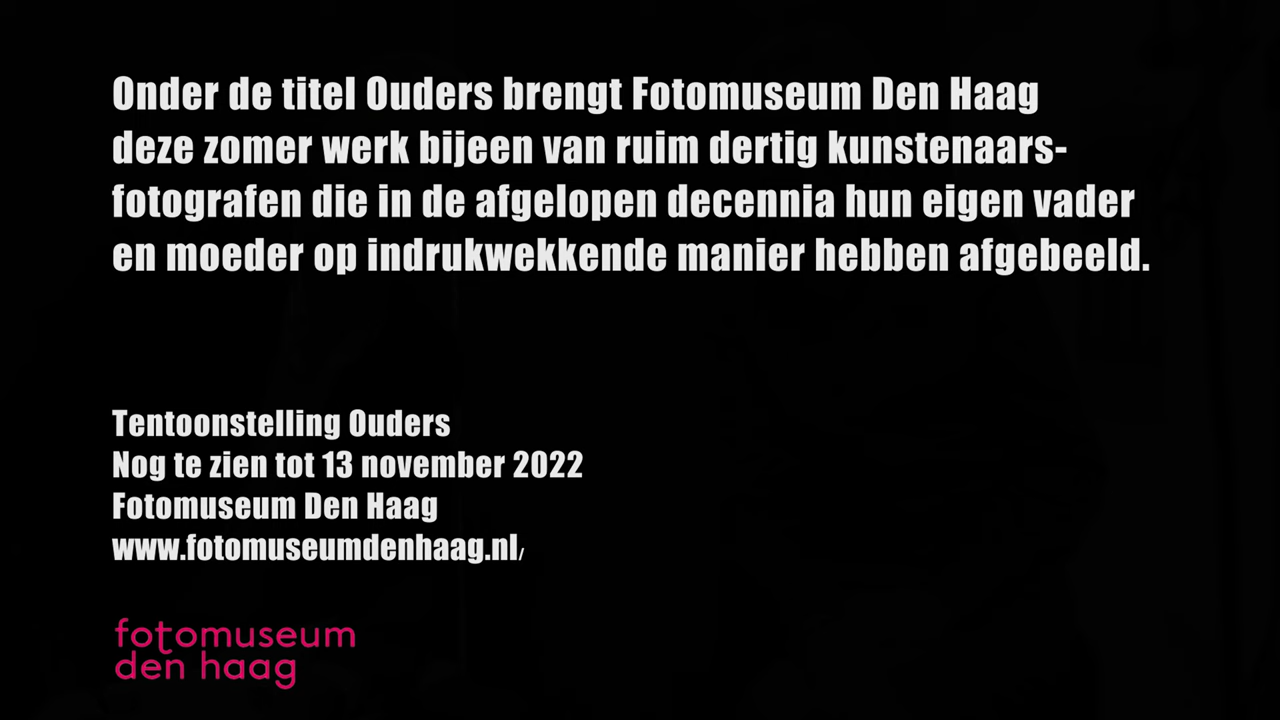 Onder de titel Ouders brengt Fotomuseum Den Haag
deze zomer werk bijeen van ruim dertig kunstenaars-
fotografen die in de afgelopen decennia hun eigen vader
en moeder op indrukwekkende manier hebben afgebeeld.
Tentoonstelling Ouders
Nog te zien tot 13 november 2022
Fotomuseum Den Haag
www.fotomuseumdenhaag.nl/
fotomuseum
den haag